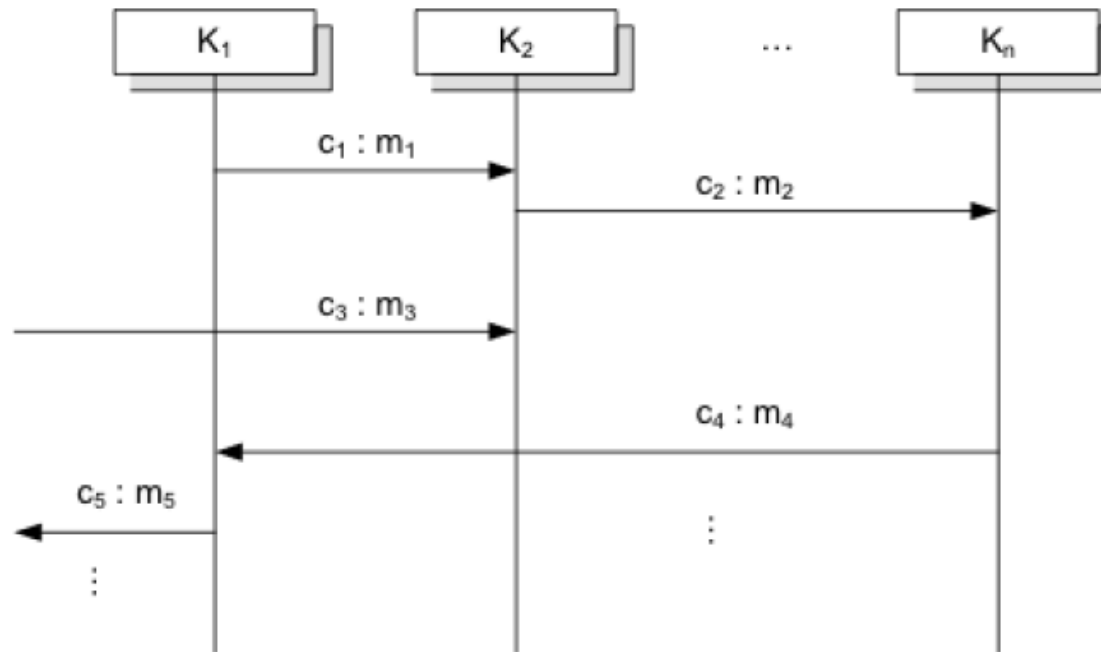 K₁ K₂ ... Kₙ
c₁ : m₁
c₂ : m₂
c₃ : m₃
c₄ : m₄
c₅ : m₅
⋮
⋮